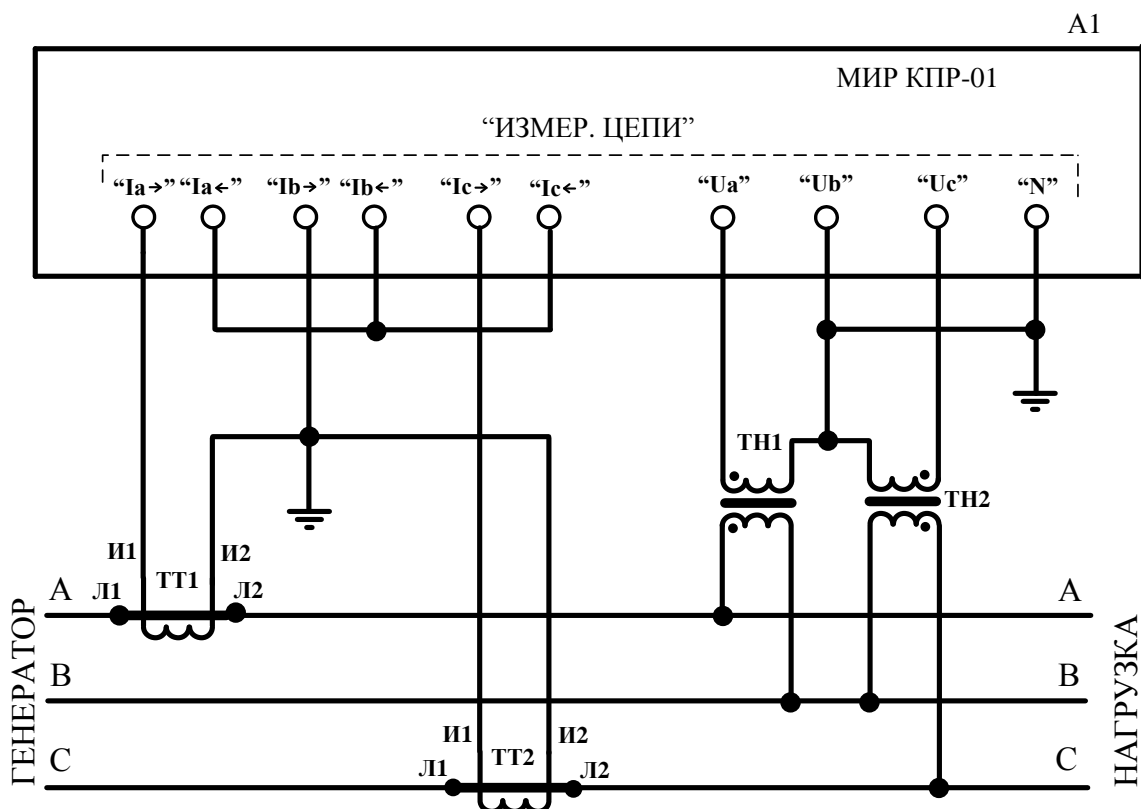 A1
МИР КПР-01
“ИЗМЕР. ЦЕПИ”
“Ia→” “Ia←” “Ib→” “Ib←” “Ic→” “Ic←” “Ua” “Ub” “Uc” “N”
ТН1
ТН2
И1 И2
Л1 ТТ1 Л2
A A
B B
И1 И2
Л1 ТТ2 Л2
C C
ГЕНЕРАТОР
НАГРУЗКА